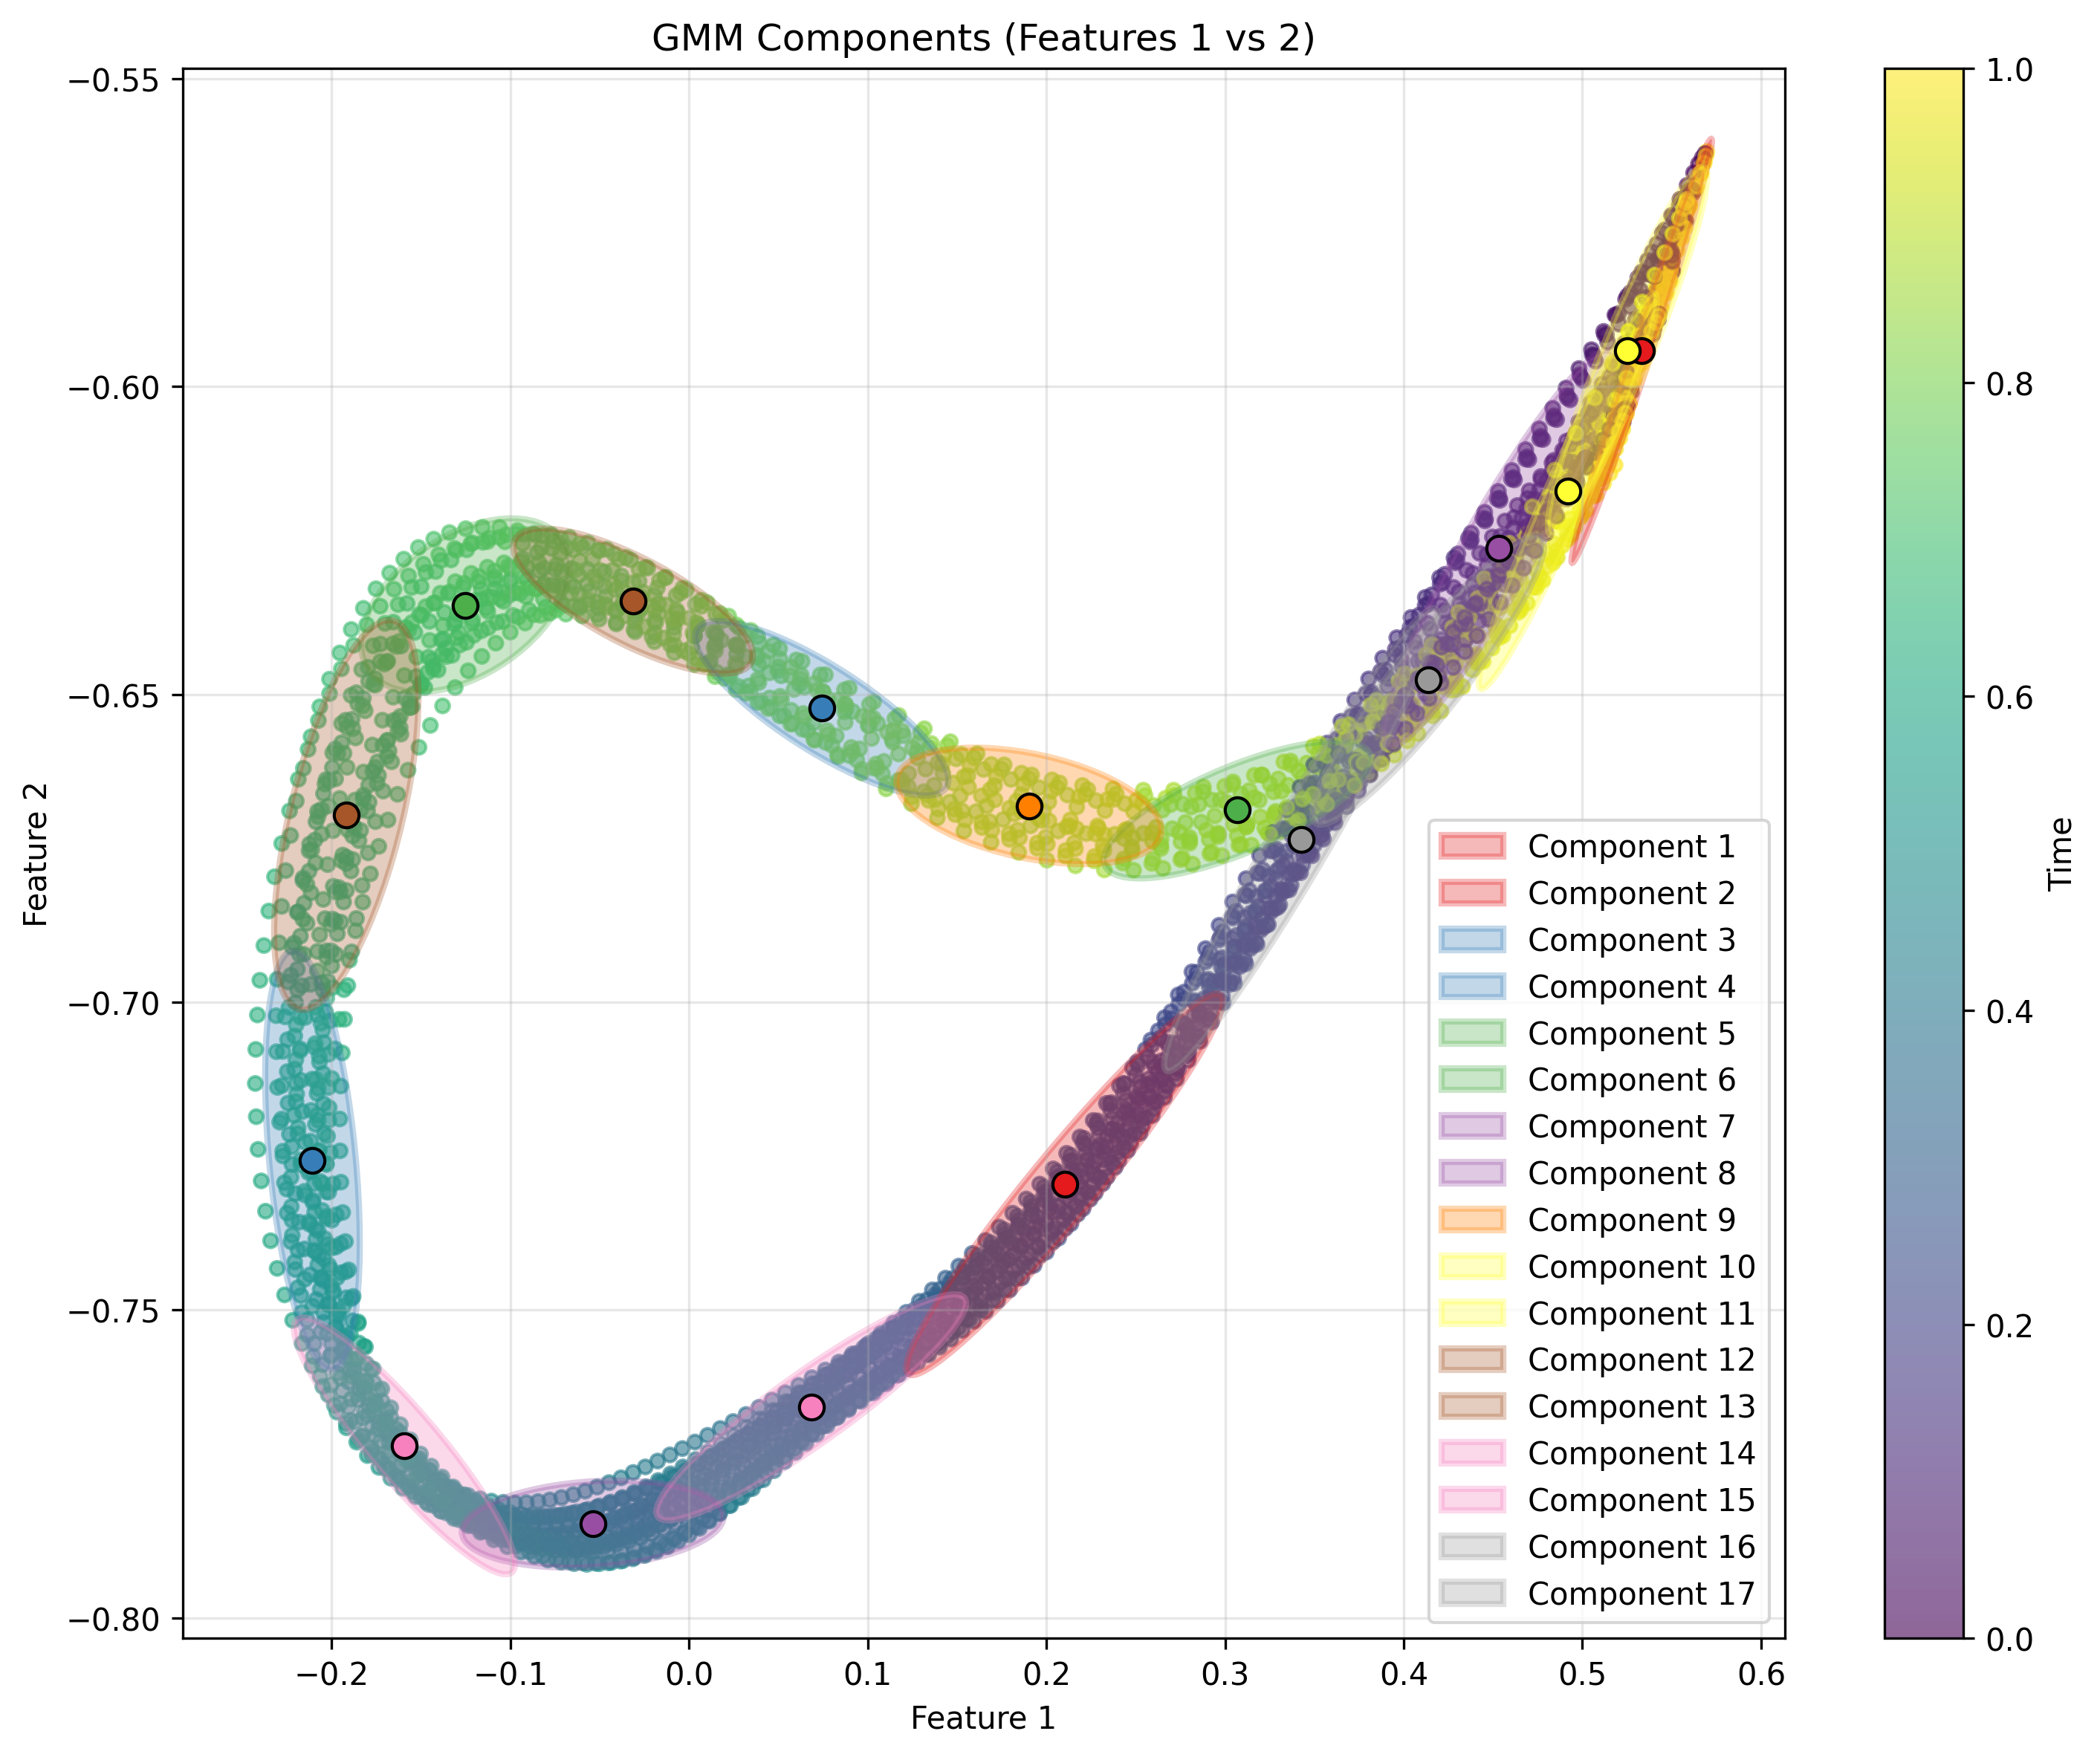 GMM Components (Features 1 vs 2)
−0.55
−0.60
−0.65
−0.70
−0.75
−0.80
Feature 2
−0.2
−0.1
0.0
0.1
0.2
0.3
0.4
0.5
0.6
Feature 1
Component 1
Component 2
Component 3
Component 4
Component 5
Component 6
Component 7
Component 8
Component 9
Component 10
Component 11
Component 12
Component 13
Component 14
Component 15
Component 16
Component 17
1.0
0.8
0.6
0.4
0.2
0.0
Time